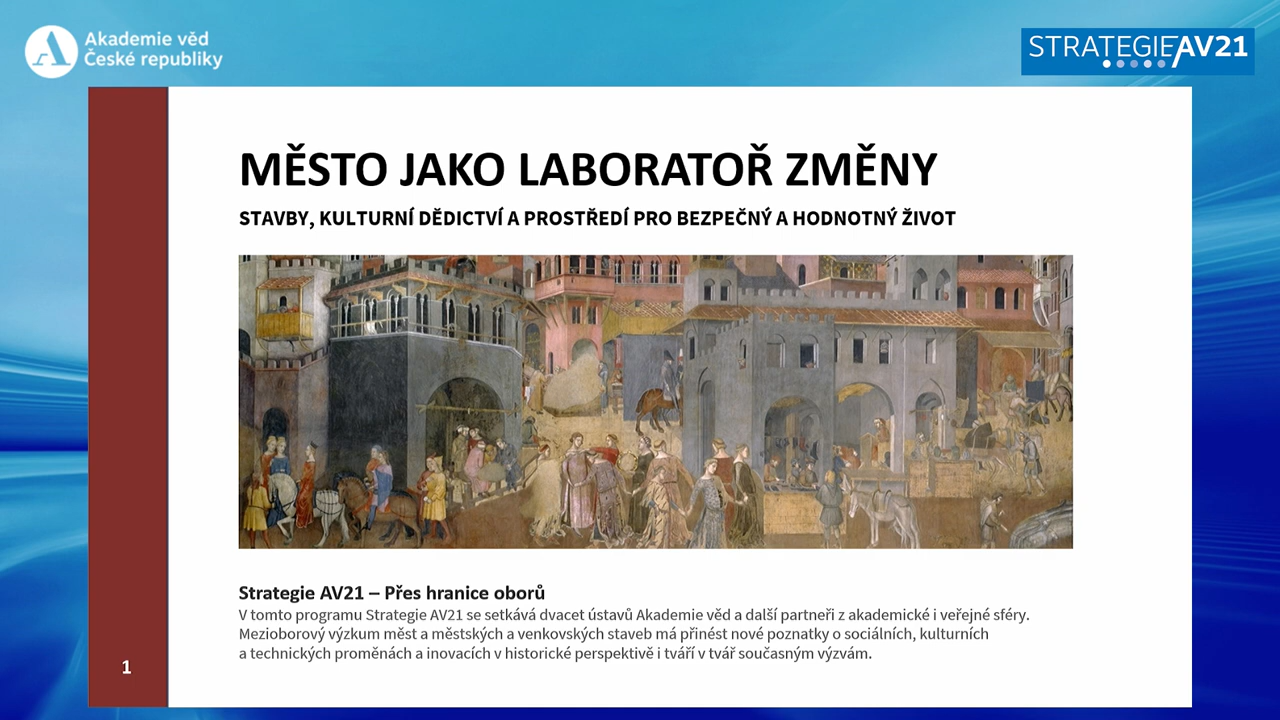 Akademie věd
České republiky
STRATEGIE AV21
MĚSTO JAKO LABORATOŘ ZMĚNY
STAVBY, KULTURNÍ DĚDICTVÍ A PROSTŘEDÍ PRO BEZPEČNÝ A HODNOTNÝ ŽIVOT
Strategie AV21 – Přes hranice oborů
V tomto programu Strategie AV21 se setkává dvacet ústavů Akademie věd a další partneři z akademické i veřejné sféry.
Mezioborový výzkum měst a městských a venkovských staveb má přinést nové poznatky o sociálních, kulturních
a technických proměnách a inovacích v historické perspektivě i tváří v tvář současným výzvám.
1